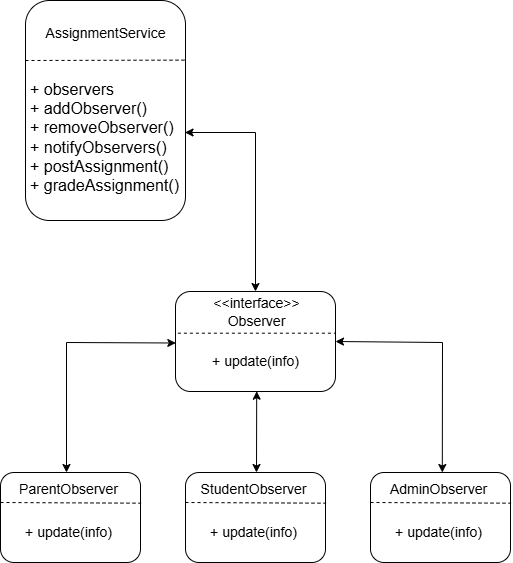 AssignmentService
+ observers
+ addObserver()
+ removeObserver()
+ notifyObservers()
+ postAssignment()
+ gradeAssignment()
<<interface>>
Observer
+ update(info)
ParentObserver
+ update(info)
StudentObserver
+ update(info)
AdminObserver
+ update(info)